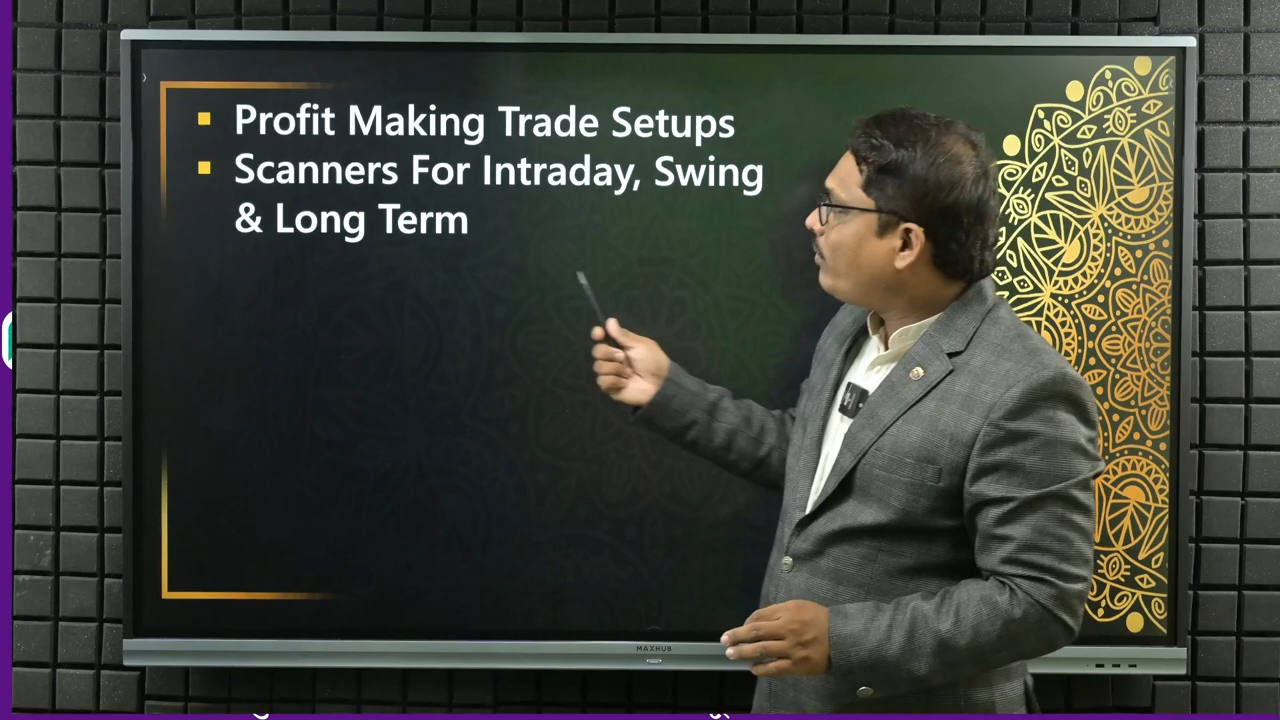 Profit Making Trade Setups
Scanners For Intraday, Swing
& Long Term
MAXHUB